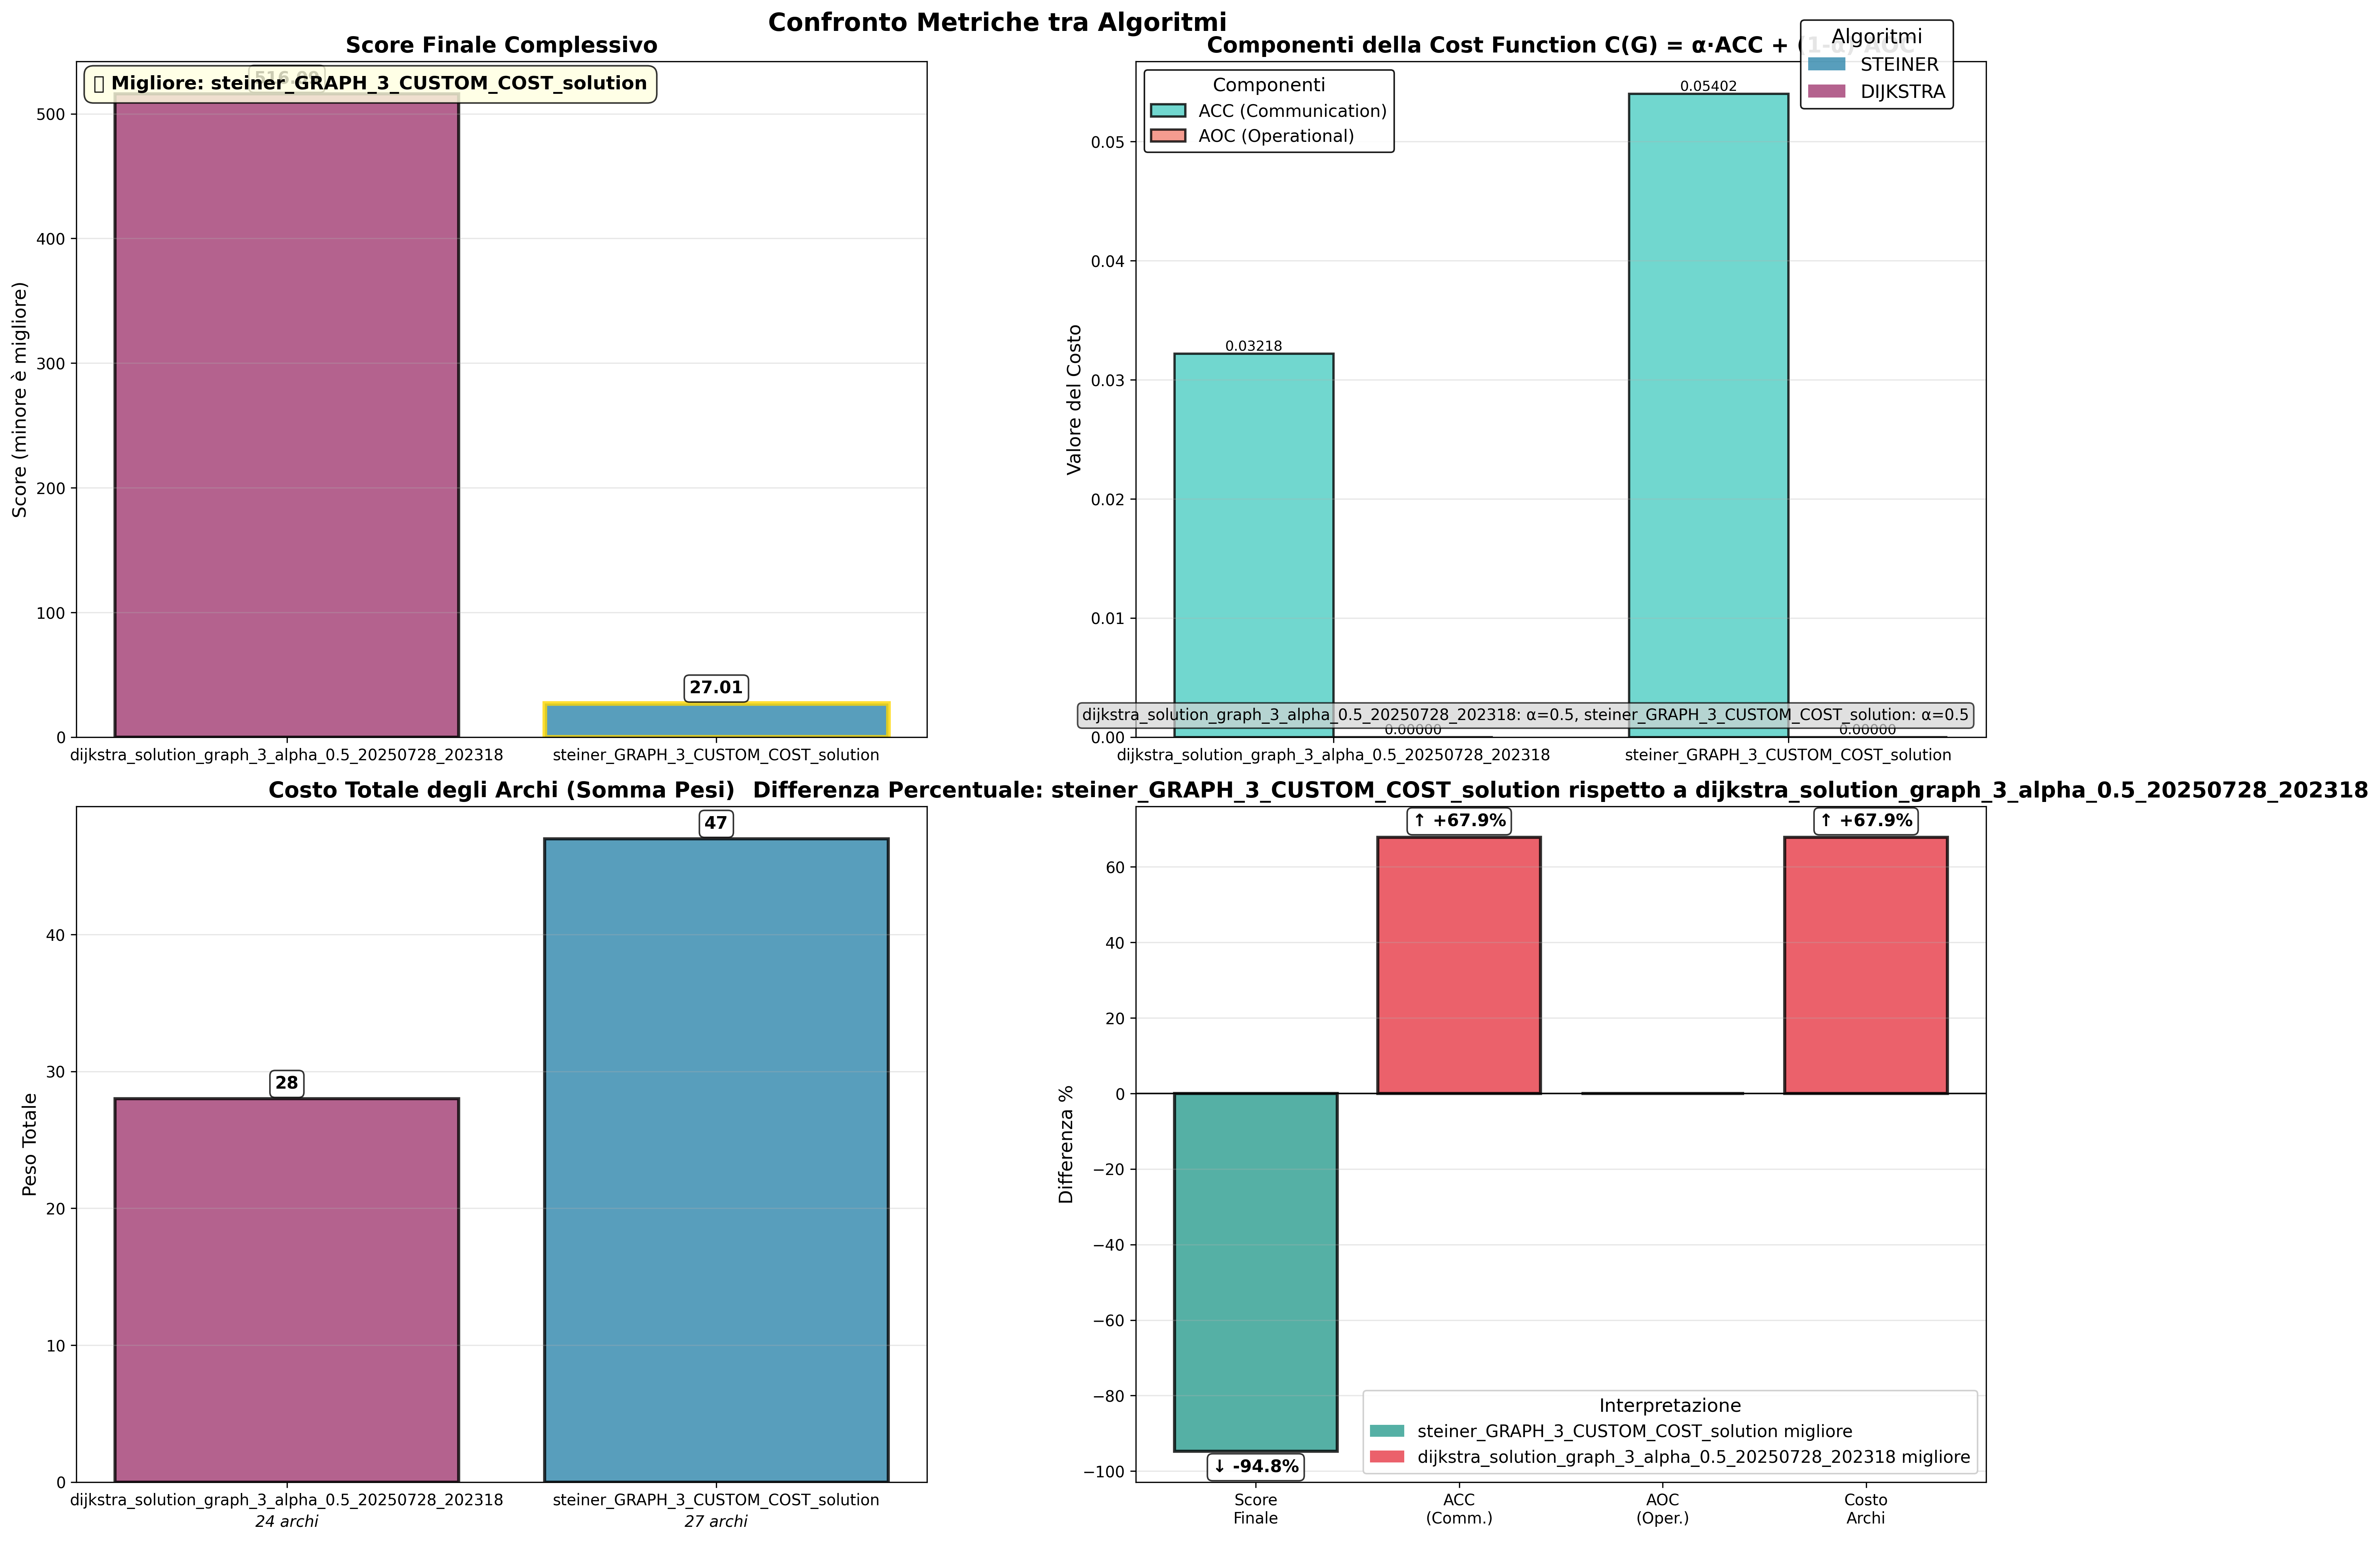 Confronto Metriche tra Algoritmi
Score Finale Complessivo
Migliore: steiner_GRAPH_3_CUSTOM_COST_solution
Score (minore è migliore)
500
400
300
200
100
0
27.01
dijkstra_solution_graph_3_alpha_0.5_20250728_202318
steiner_GRAPH_3_CUSTOM_COST_solution
Componenti della Cost Function C(G) = α·ACC + (1-α)·AOC
Algoritmi
STEINER
DIJKSTRA
Componenti
ACC (Communication)
AOC (Operational)
Valore del Costo
0.05
0.04
0.03
0.02
0.01
0.00
0.03218
0.05402
0.00000
0.00000
dijkstra_solution_graph_3_alpha_0.5_20250728_202318: α=0.5, steiner_GRAPH_3_CUSTOM_COST_solution: α=0.5
dijkstra_solution_graph_3_alpha_0.5_20250728_202318
steiner_GRAPH_3_CUSTOM_COST_solution
Costo Totale degli Archi (Somma Pesi)
Peso Totale
40
30
20
10
0
28
47
dijkstra_solution_graph_3_alpha_0.5_20250728_202318
24 archi
steiner_GRAPH_3_CUSTOM_COST_solution
27 archi
Differenza Percentuale: steiner_GRAPH_3_CUSTOM_COST_solution rispetto a dijkstra_solution_graph_3_alpha_0.5_20250728_202318
Differenza %
60
40
20
0
−20
−40
−60
−80
−100
↓ -94.8%
↑ +67.9%
↑ +67.9%
Interpretazione
steiner_GRAPH_3_CUSTOM_COST_solution migliore
dijkstra_solution_graph_3_alpha_0.5_20250728_202318 migliore
Score
Finale
ACC
(Comm.)
AOC
(Oper.)
Costo
Archi